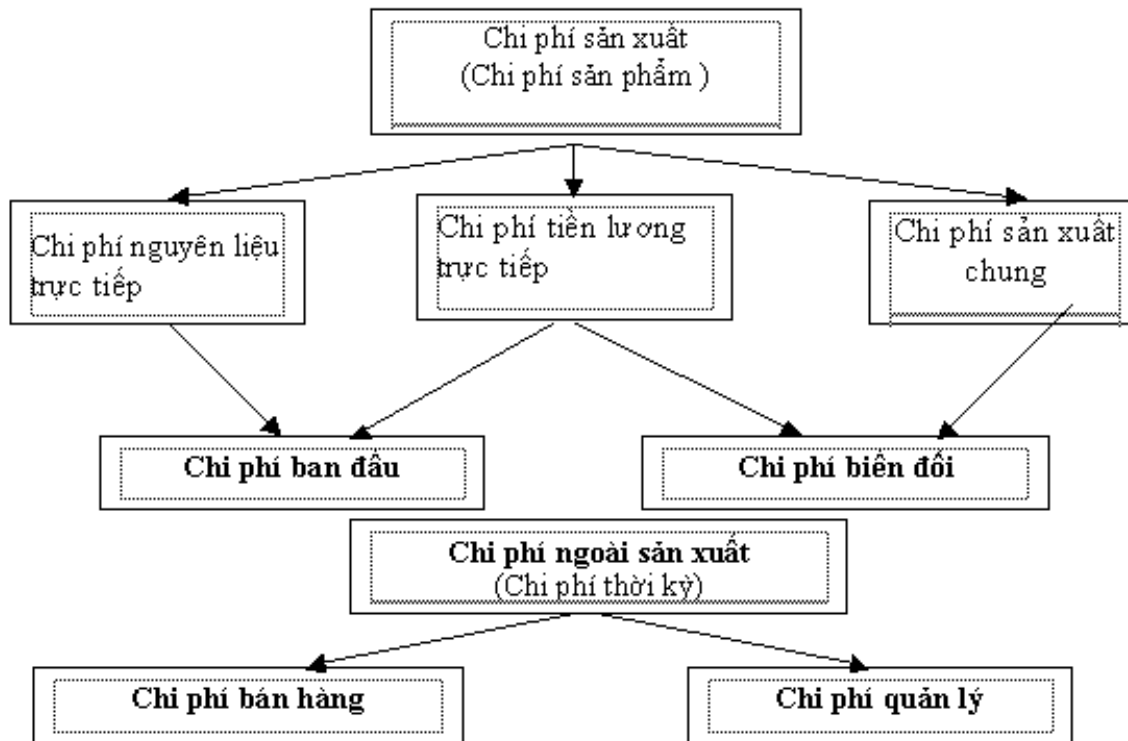 Chi phí sản xuất
(Chi phí sản phẩm )
Chi phí nguyên liệu
trực tiếp
Chi phí tiền lương
trực tiếp
Chi phí sản xuất
chung
Chi phí ban đầu
Chi phí biến đổi
Chi phí ngoài sản xuất
(Chi phí thời kỳ)
Chi phí bán hàng
Chi phí quản lý